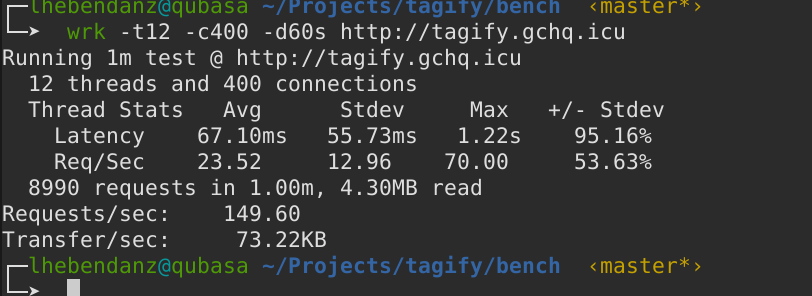 lhebendanz@qubasa ~/Projects/tagify/bench ‹master*›
➤ wrk -t12 -c400 -d60s http://tagify.gchq.icu
Running 1m test @ http://tagify.gchq.icu
12 threads and 400 connections
Thread Stats Avg Stdev Max +/- Stdev
Latency 67.10ms 55.73ms 1.22s 95.16%
Req/Sec 23.52 12.96 70.00 53.63%
8990 requests in 1.00m, 4.30MB read
Requests/sec: 149.60
Transfer/sec: 73.22KB
lhebendanz@qubasa ~/Projects/tagify/bench ‹master*›
➤